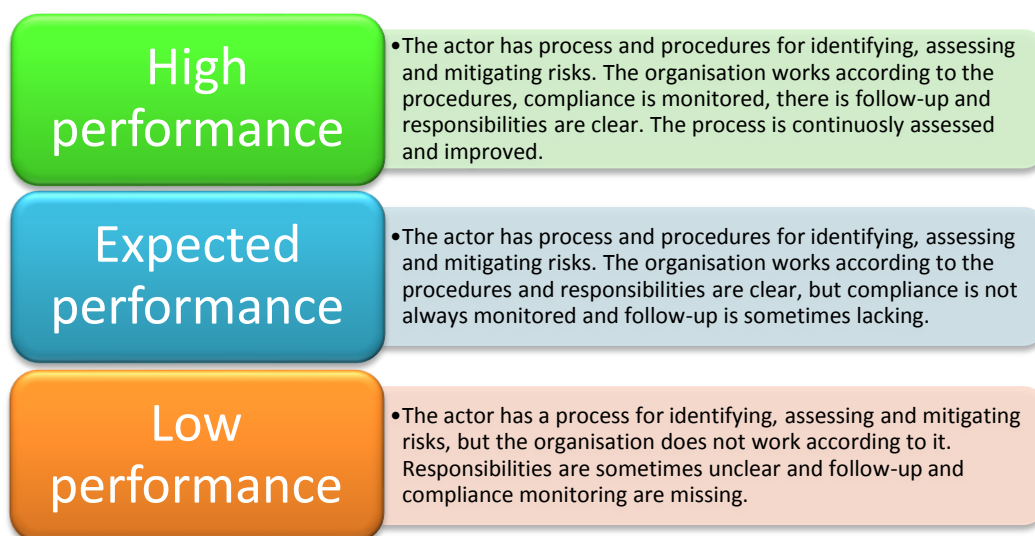 High
performance
•The actor has process and procedures for identifying, assessing
and mitigating risks. The organisation works according to the
procedures, compliance is monitored, there is follow-up and
responsibilities are clear. The process is continuosly assessed
and improved.
Expected
performance
•The actor has process and procedures for identifying, assessing
and mitigating risks. The organisation works according to the
procedures and responsibilities are clear, but compliance is not
always monitored and follow-up is sometimes lacking.
Low
performance
•The actor has a process for identifying, assessing and mitigating
risks, but the organisation does not work according to it.
Responsibilities are sometimes unclear and follow-up and
compliance monitoring are missing.